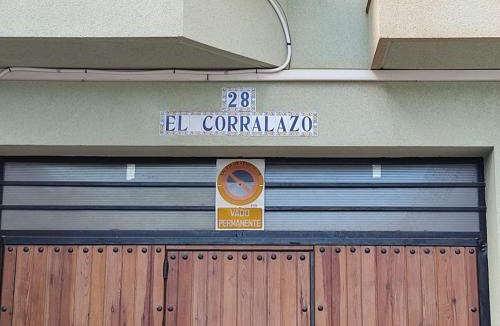 28
EL CORRALAZO
VADO
PERMANENTE